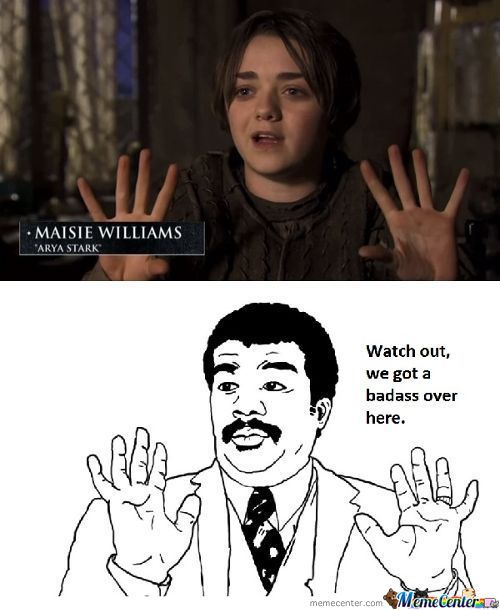 · MAISIE WILLIAMS
"ARYA STARK"
Watch out,
we got a
badass over
here.
memecenter.com MemeCenter